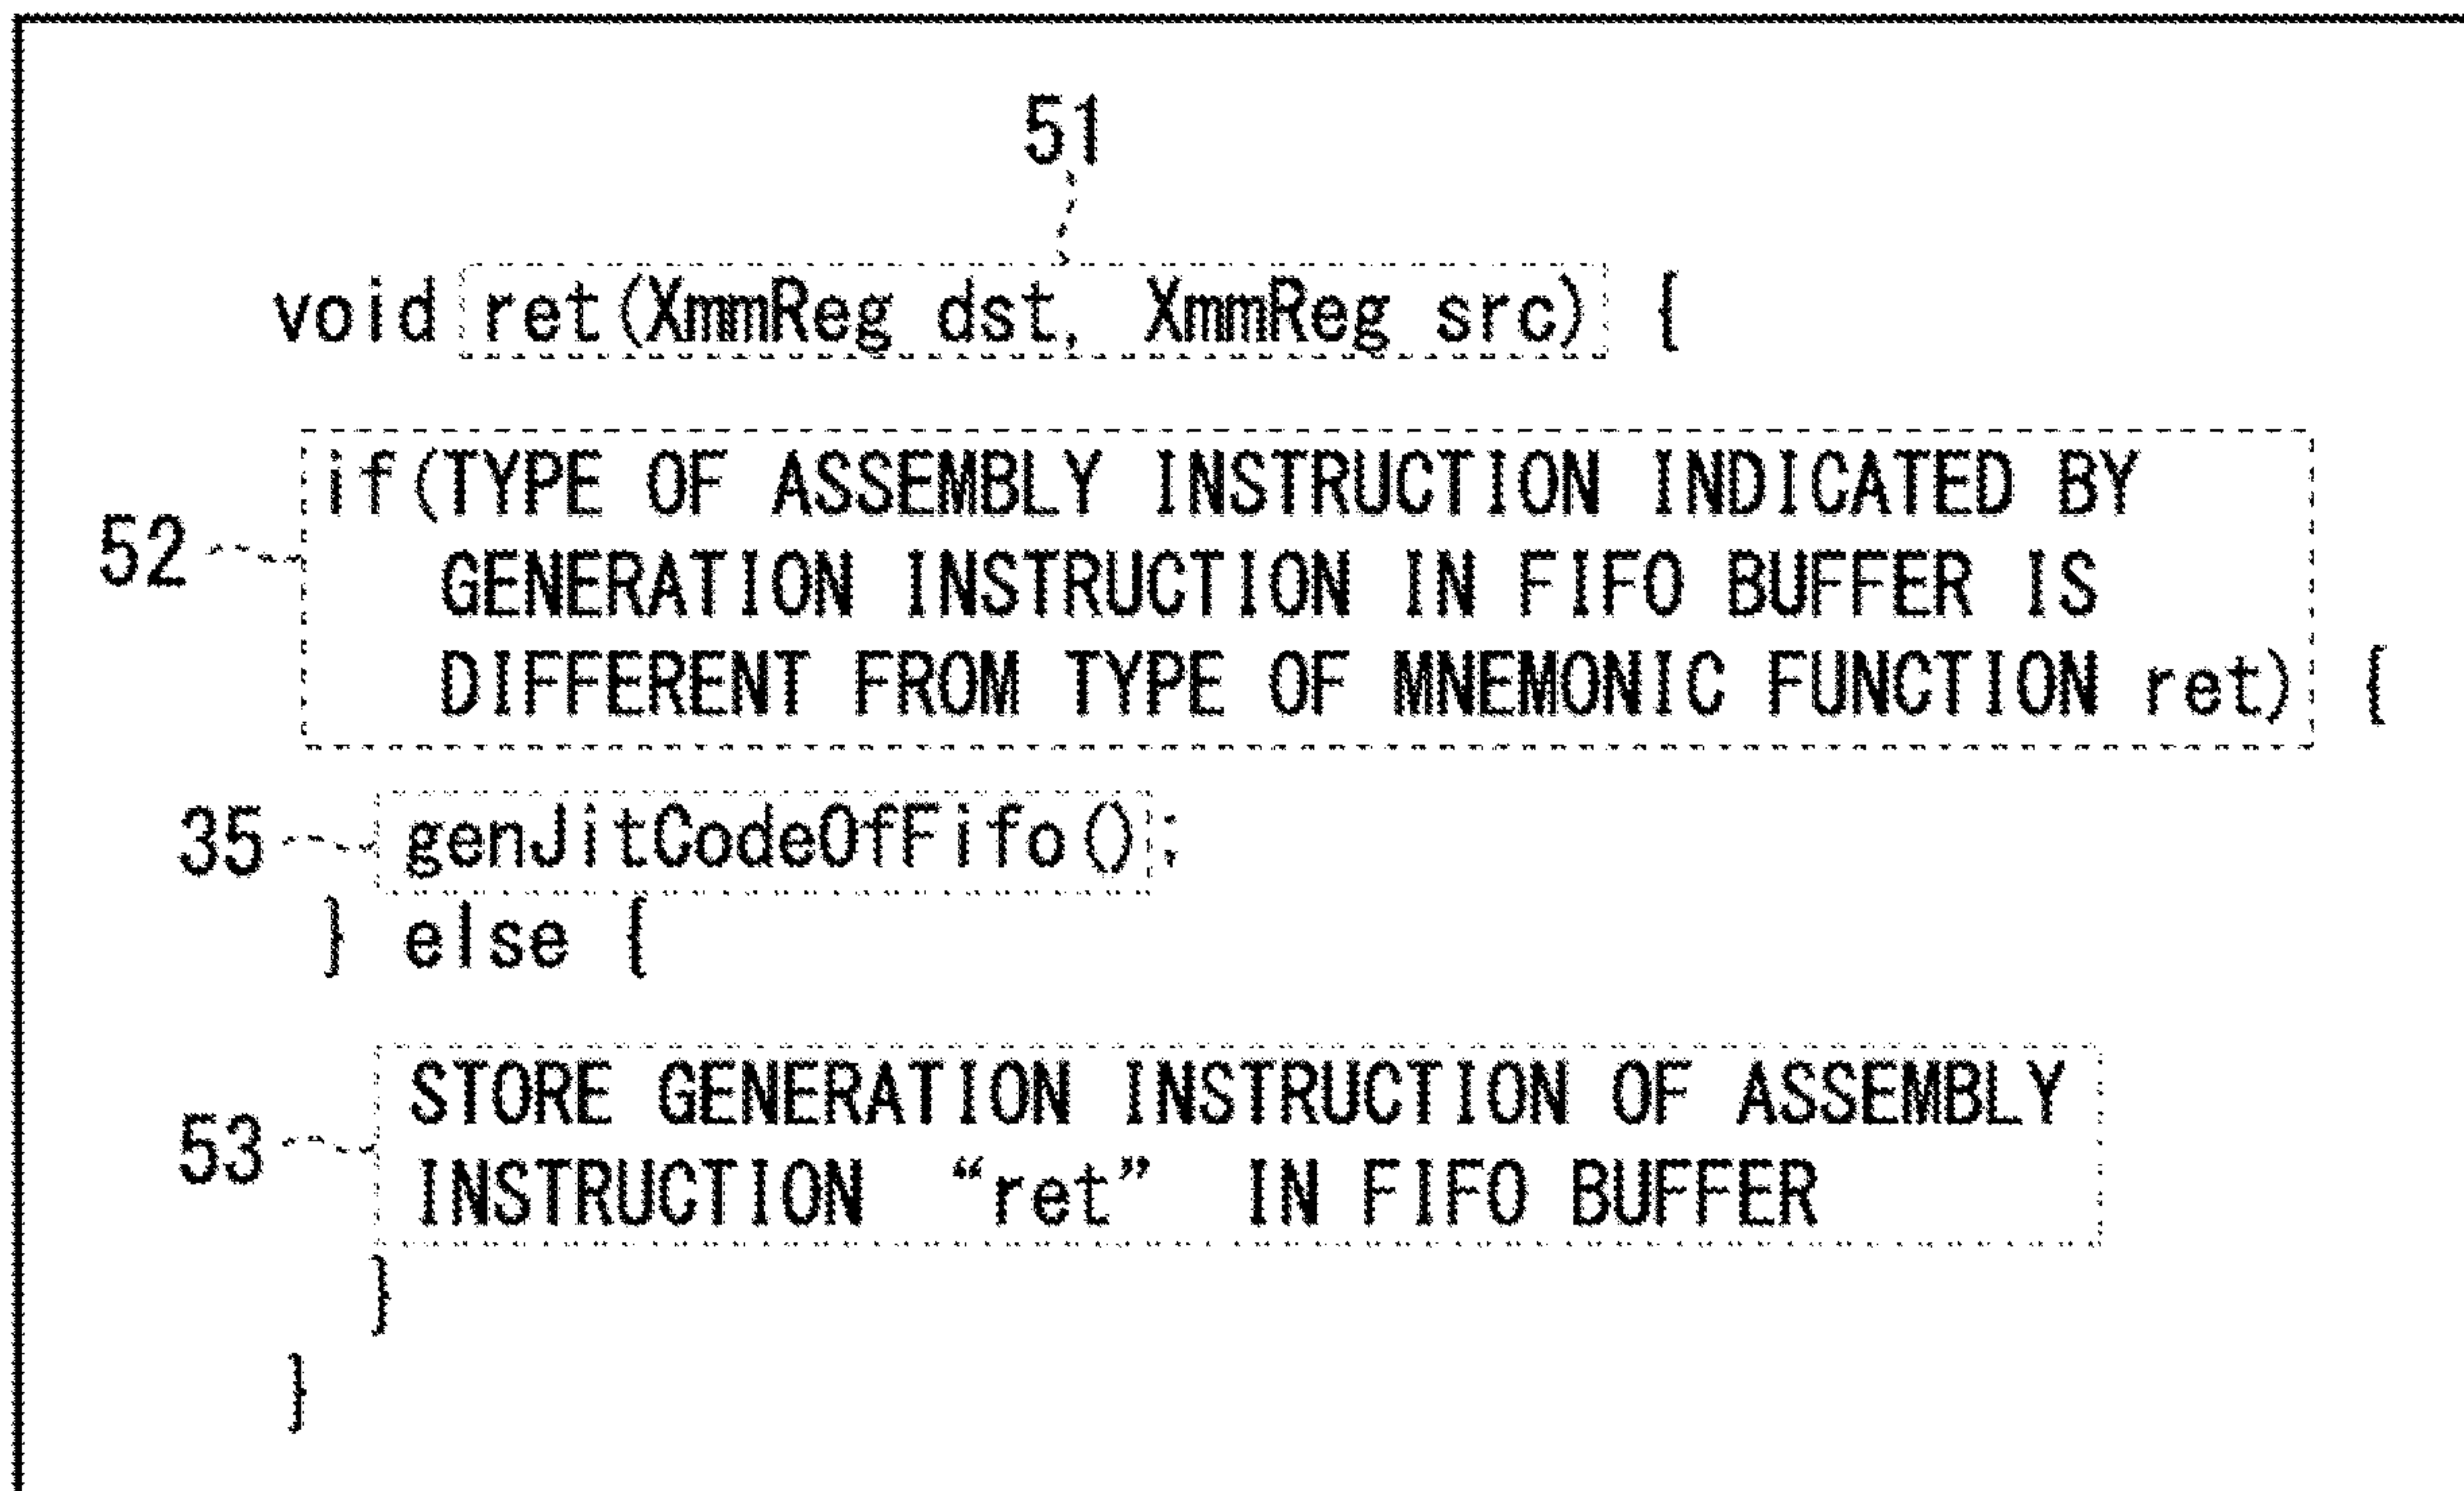 51
void ret(XmmReg dst, XmmReg src) {
if(TYPE OF ASSEMBLY INSTRUCTION INDICATED BY
52 GENERATION INSTRUCTION IN FIFO BUFFER IS
DIFFERENT FROM TYPE OF MNEMONIC FUNCTION ret) {
35 genJitCodeOfFifo();
} else {
STORE GENERATION INSTRUCTION OF ASSEMBLY
53 INSTRUCTION “ret” IN FIFO BUFFER
}
}